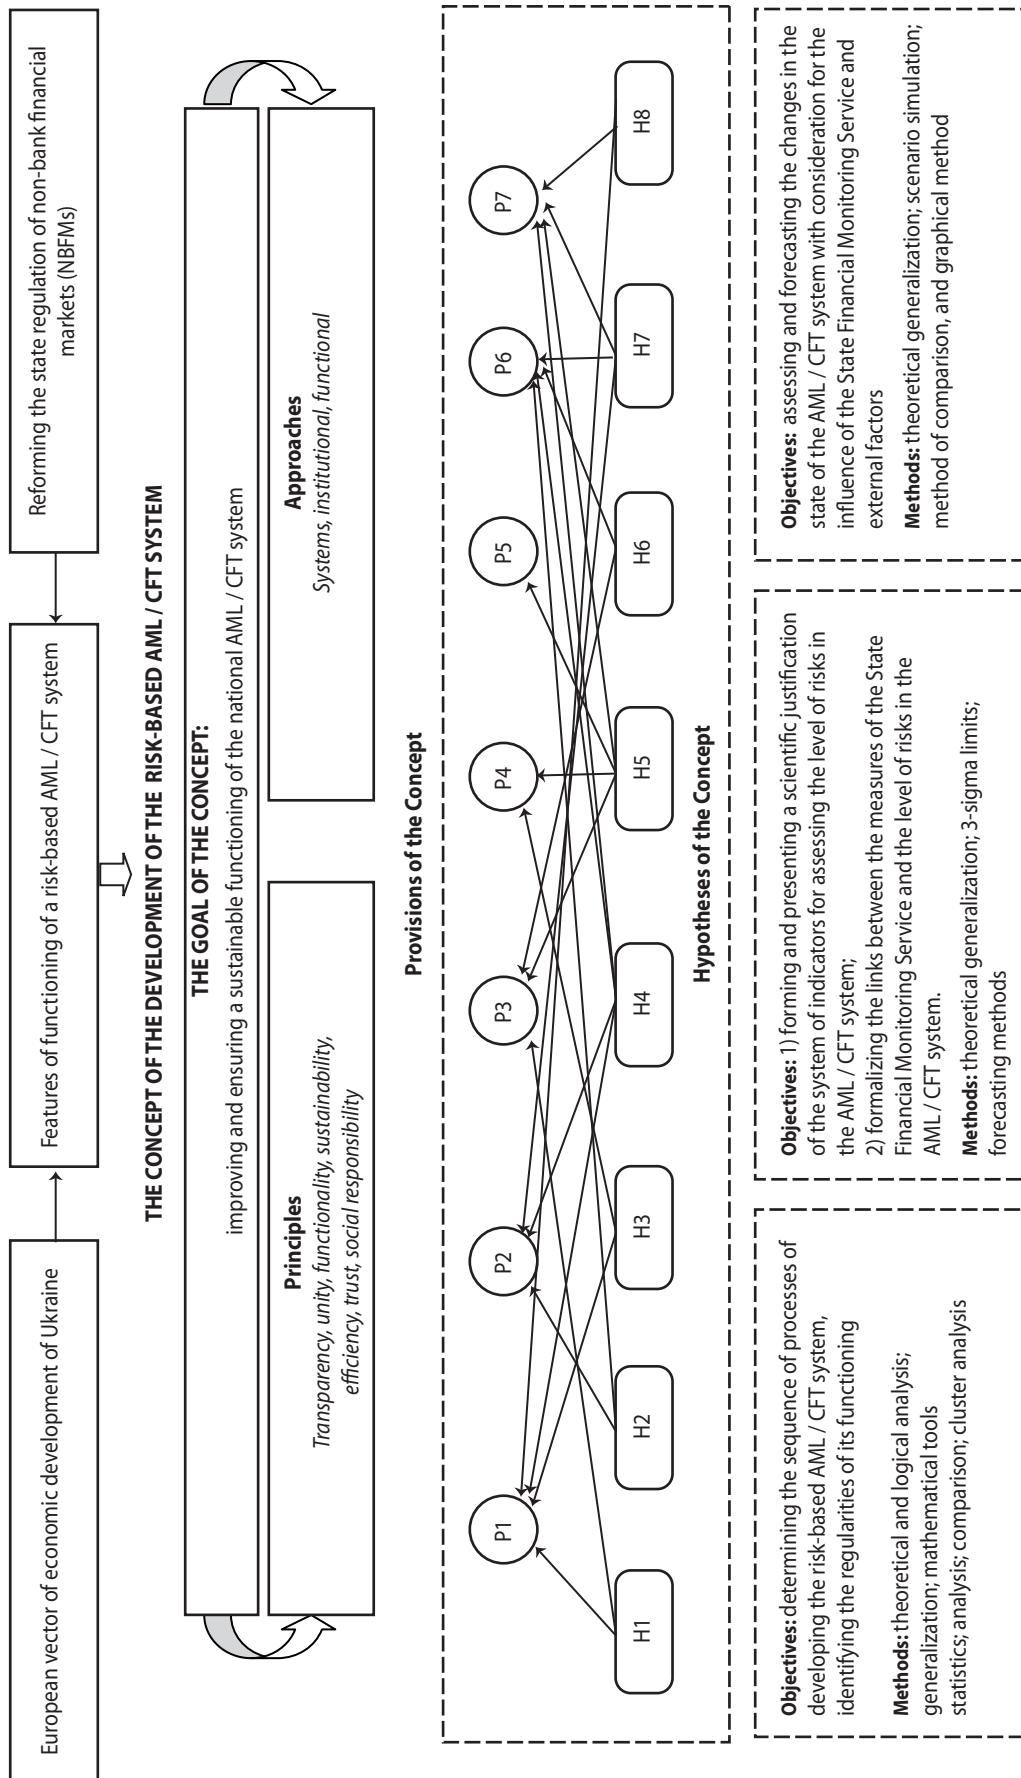 European vector of economic development of Ukraine
Features of functioning of a risk-based AML / CFT system
Reforming the state regulation of non-bank financial
markets (NBFMs)
THE CONCEPT OF THE DEVELOPMENT OF THE RISK-BASED AML / CFT SYSTEM
THE GOAL OF THE CONCEPT:
improving and ensuring a sustainable functioning of the national AML / CFT system
Principles
Transparency, unity, functionality, sustainability,
efficiency, trust, social responsibility
Approaches
Systems, institutional, functional
Provisions of the Concept
P1
P2
P3
P4
P5
P6
P7
H1
H2
H3
H4
H5
H6
H7
H8
Hypotheses of the Concept
Objectives: determining the sequence of processes of
developing the risk-based AML / CFT system,
identifying the regularities of its functioning
Methods: theoretical and logical analysis;
generalization; mathematical tools
statistics; analysis; comparison; cluster analysis
Objectives: 1) forming and presenting a scientific justification
of the system of indicators for assessing the level of risks in
the AML / CFT system;
2) formalizing the links between the measures of the State
Financial Monitoring Service and the level of risks in the
AML / CFT system.
Methods: theoretical generalization; 3-sigma limits;
forecasting methods
Objectives: assessing and forecasting the changes in the
state of the AML / CFT system with consideration for the
influence of the State Financial Monitoring Service and
external factors
Methods: theoretical generalization; scenario simulation;
method of comparison, and graphical method